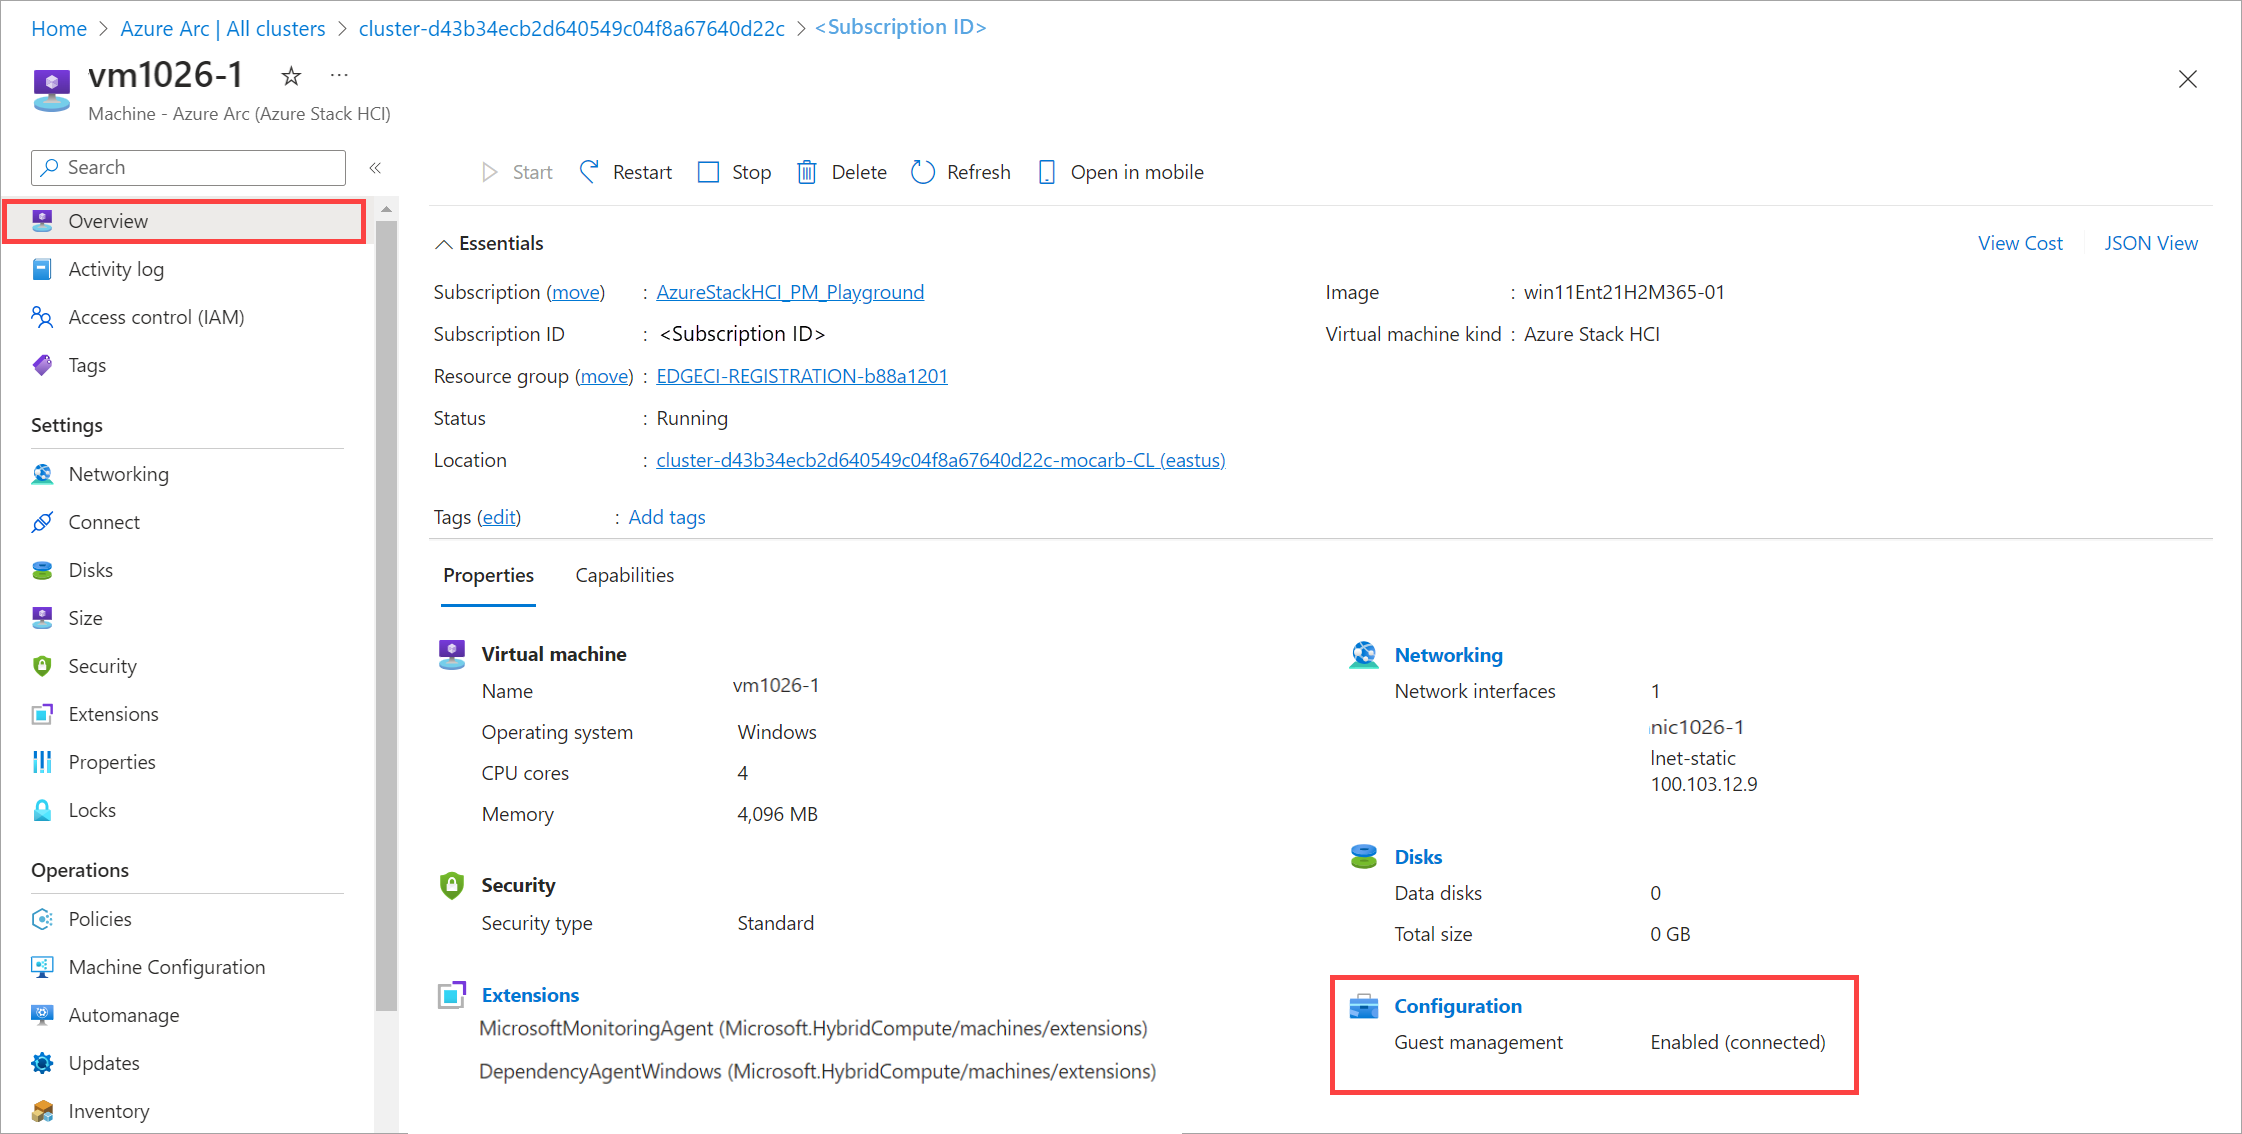 Home > Azure Arc | All clusters > cluster-d43b34ecb2d640549c04f8a67640d22c > <Subscription ID>
vm1026-1
Machine - Azure Arc (Azure Stack HCI)
Search
Start Restart Stop Delete Refresh Open in mobile
Overview
Activity log
Access control (IAM)
Tags
Settings
Networking
Connect
Disks
Size
Security
Extensions
Properties
Locks
Operations
Policies
Machine Configuration
Automanage
Updates
Inventory
Essentials
View Cost JSON View
Subscription (move) : AzureStackHCI_PM_Playground
Subscription ID : <Subscription ID>
Resource group (move) : EDGECI-REGISTRATION-b88a1201
Status : Running
Location : cluster-d43b34ecb2d640549c04f8a67640d22c-mocarb-CL (eastus)
Tags (edit) : Add tags
Image : win11Ent21H2M365-01
Virtual machine kind : Azure Stack HCI
Properties Capabilities
Virtual machine
Name vm1026-1
Operating system Windows
CPU cores 4
Memory 4,096 MB
Security
Security type Standard
Extensions
MicrosoftMonitoringAgent (Microsoft.HybridCompute/machines/extensions)
DependencyAgentWindows (Microsoft.HybridCompute/machines/extensions)
Networking
Network interfaces 1
nic1026-1
lnet-static
100.103.12.9
Disks
Data disks 0
Total size 0 GB
Configuration
Guest management Enabled (connected)